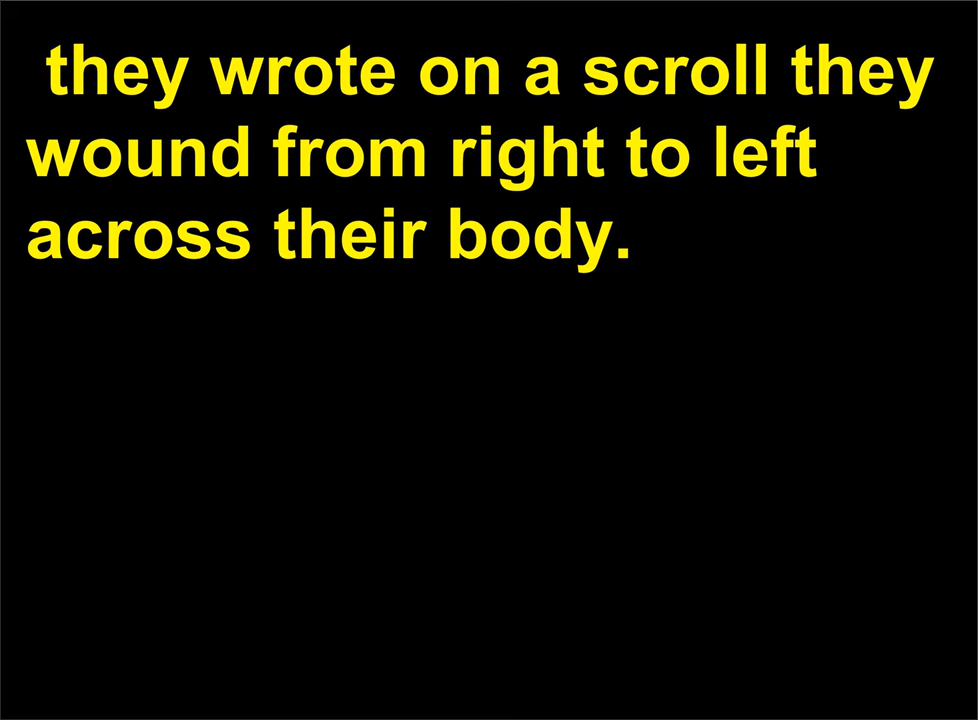 they wrote on a scroll they
wound from right to left
across their body.